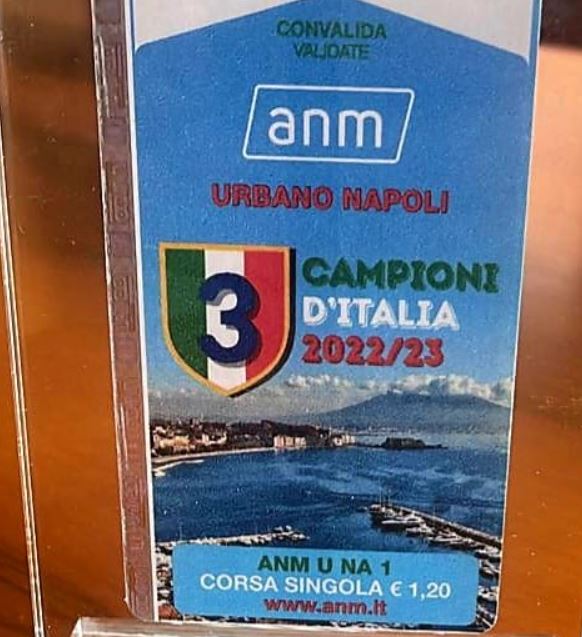 CONVALIDA
VALIDATE
anm
URBANO NAPOLI
3
CAMPIONI
D'ITALIA
2022/23
ANM U NA 1
CORSA SINGOLA € 1,20
www.anm.it